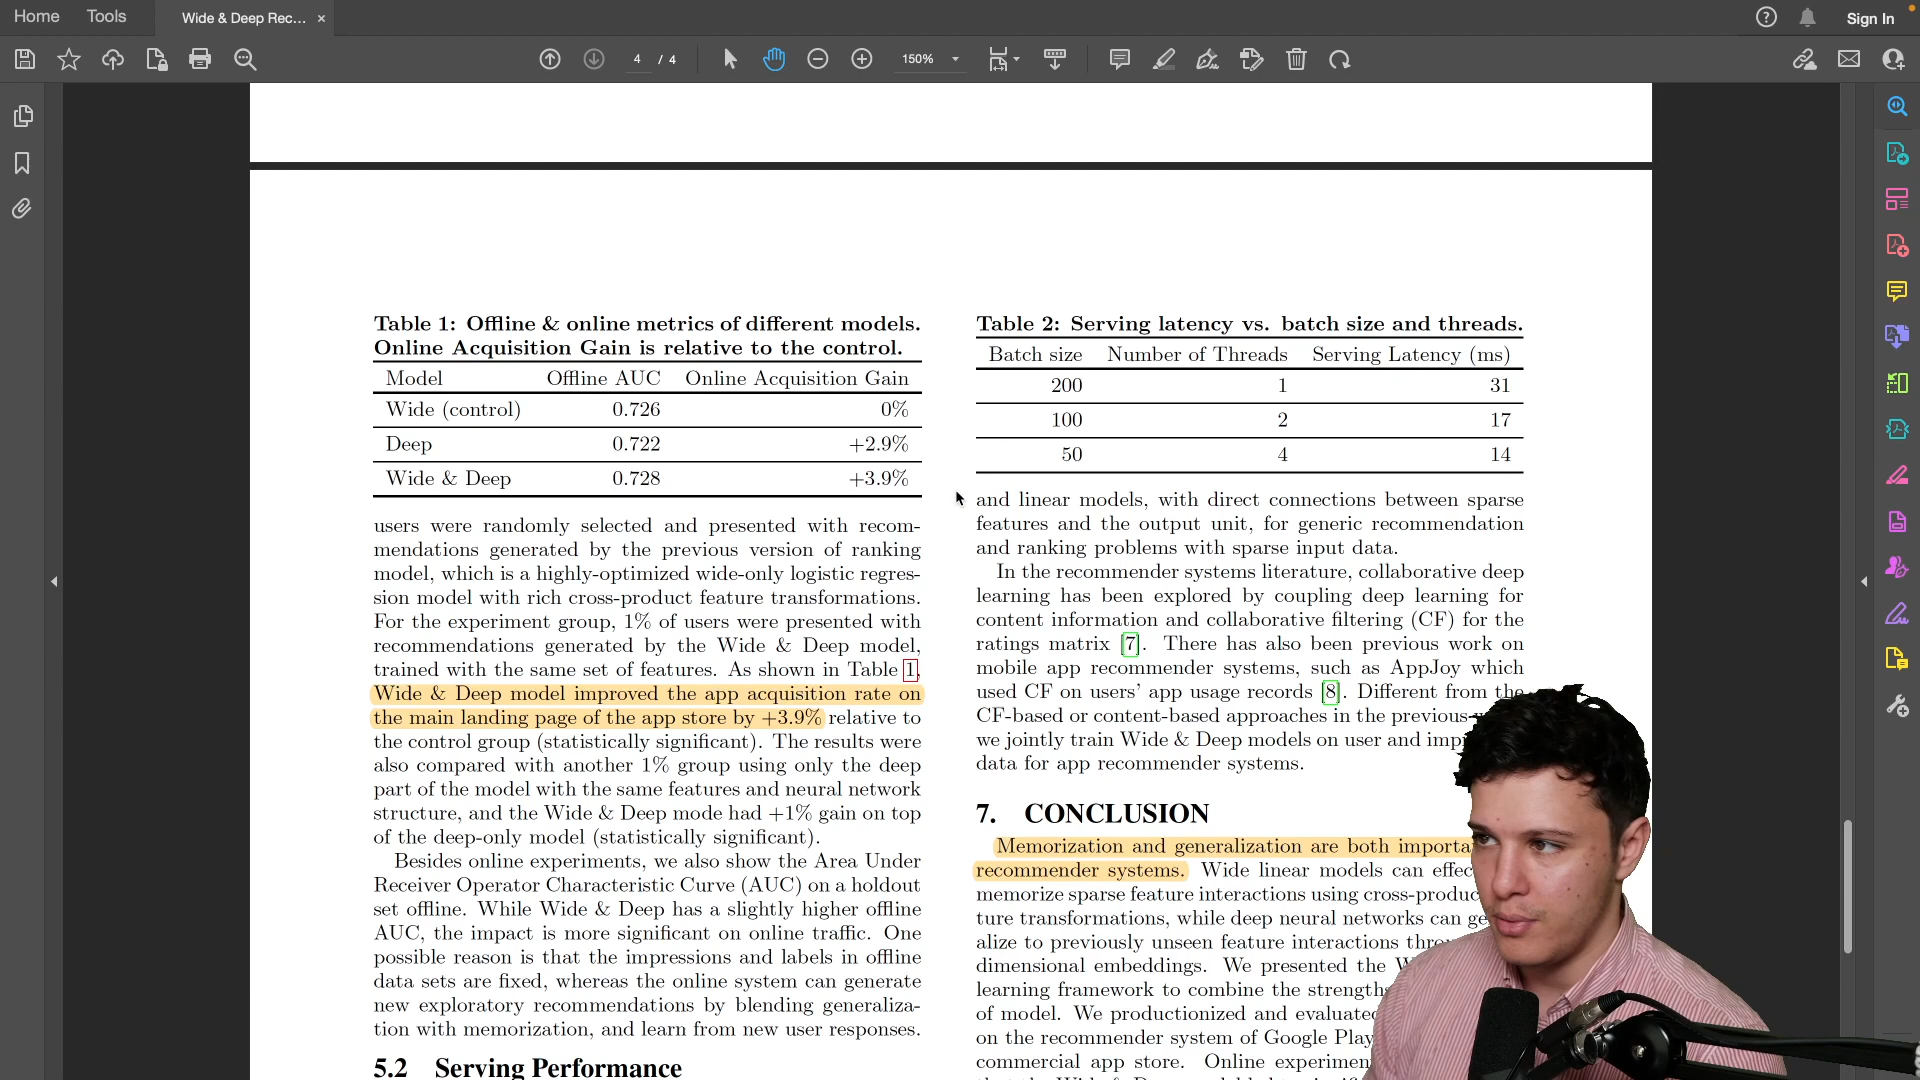 Home
Tools
Wide & Deep Rec... ×
Sign In
4 / 4
150%
Table 1: Offline & online metrics of different models.
Online Acquisition Gain is relative to the control.
Model Offline AUC Online Acquisition Gain
Wide (control) 0.726 0%
Deep 0.722 +2.9%
Wide & Deep 0.728 +3.9%
users were randomly selected and presented with recom-
mendations generated by the previous version of ranking
model, which is a highly-optimized wide-only logistic regres-
sion model with rich cross-product feature transformations.
For the experiment group, 1% of users were presented with
recommendations generated by the Wide & Deep model,
trained with the same set of features. As shown in Table 1,
Wide & Deep model improved the app acquisition rate on
the main landing page of the app store by +3.9% relative to
the control group (statistically significant). The results were
also compared with another 1% group using only the deep
part of the model with the same features and neural network
structure, and the Wide & Deep mode had +1% gain on top
of the deep-only model (statistically significant).
Besides online experiments, we also show the Area Under
Receiver Operator Characteristic Curve (AUC) on a holdout
set offline. While Wide & Deep has a slightly higher offline
AUC, the impact is more significant on online traffic. One
possible reason is that the impressions and labels in offline
data sets are fixed, whereas the online system can generate
new exploratory recommendations by blending generaliza-
tion with memorization, and learn from new user responses.
5.2 Serving Performance
Table 2: Serving latency vs. batch size and threads.
Batch size Number of Threads Serving Latency (ms)
200 1 31
100 2 17
50 4 14
and linear models, with direct connections between sparse
features and the output unit, for generic recommendation
and ranking problems with sparse input data.
In the recommender systems literature, collaborative deep
learning has been explored by coupling deep learning for
content information and collaborative filtering (CF) for the
ratings matrix [7]. There has also been previous work on
mobile app recommender systems, such as AppJoy which
used CF on users' app usage records [8]. Different from the
CF-based or content-based approaches in the previous
we jointly train Wide & Deep models on user and imp
data for app recommender systems.
7. CONCLUSION
Memorization and generalization are both importa
recommender systems. Wide linear models can effec
memorize sparse feature interactions using cross-produc
ture transformations, while deep neural networks can ge
alize to previously unseen feature interactions thro
dimensional embeddings. We presented the W
learning framework to combine the strengths
of model. We productionized and evaluated
on the recommender system of Google Play
commercial app store. Online experimen